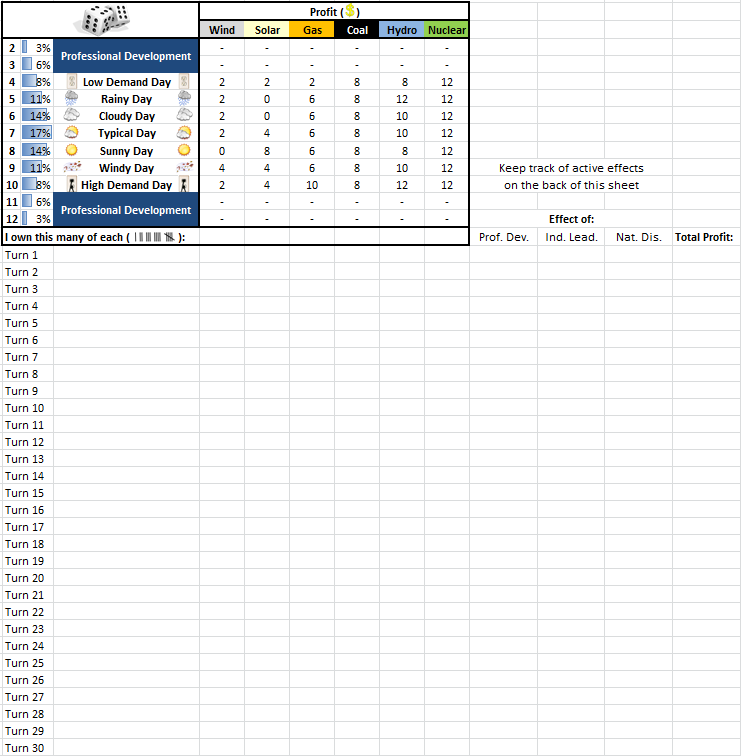 Profit ($)
Wind Solar Gas Coal Hydro Nuclear
2 3% - - - - - -
Professional Development
3 6% - - - - - -
4 8% Low Demand Day 2 2 2 8 8 12
5 11% Rainy Day 2 0 6 8 12 12
6 14% Cloudy Day 2 0 6 8 10 12
7 17% Typical Day 2 4 6 8 10 12
8 14% Sunny Day 0 8 6 8 8 12
9 11% Windy Day 4 4 6 8 10 12 Keep track of active effects
10 8% High Demand Day 2 4 10 8 12 12 on the back of this sheet
11 6% - - - - - -
Professional Development
12 3% - - - - - - Effect of:
I own this many of each ( ): Prof. Dev. Ind. Lead. Nat. Dis. Total Profit:
Turn 1
Turn 2
Turn 3
Turn 4
Turn 5
Turn 6
Turn 7
Turn 8
Turn 9
Turn 10
Turn 11
Turn 12
Turn 13
Turn 14
Turn 15
Turn 16
Turn 17
Turn 18
Turn 19
Turn 20
Turn 21
Turn 22
Turn 23
Turn 24
Turn 25
Turn 26
Turn 27
Turn 28
Turn 29
Turn 30